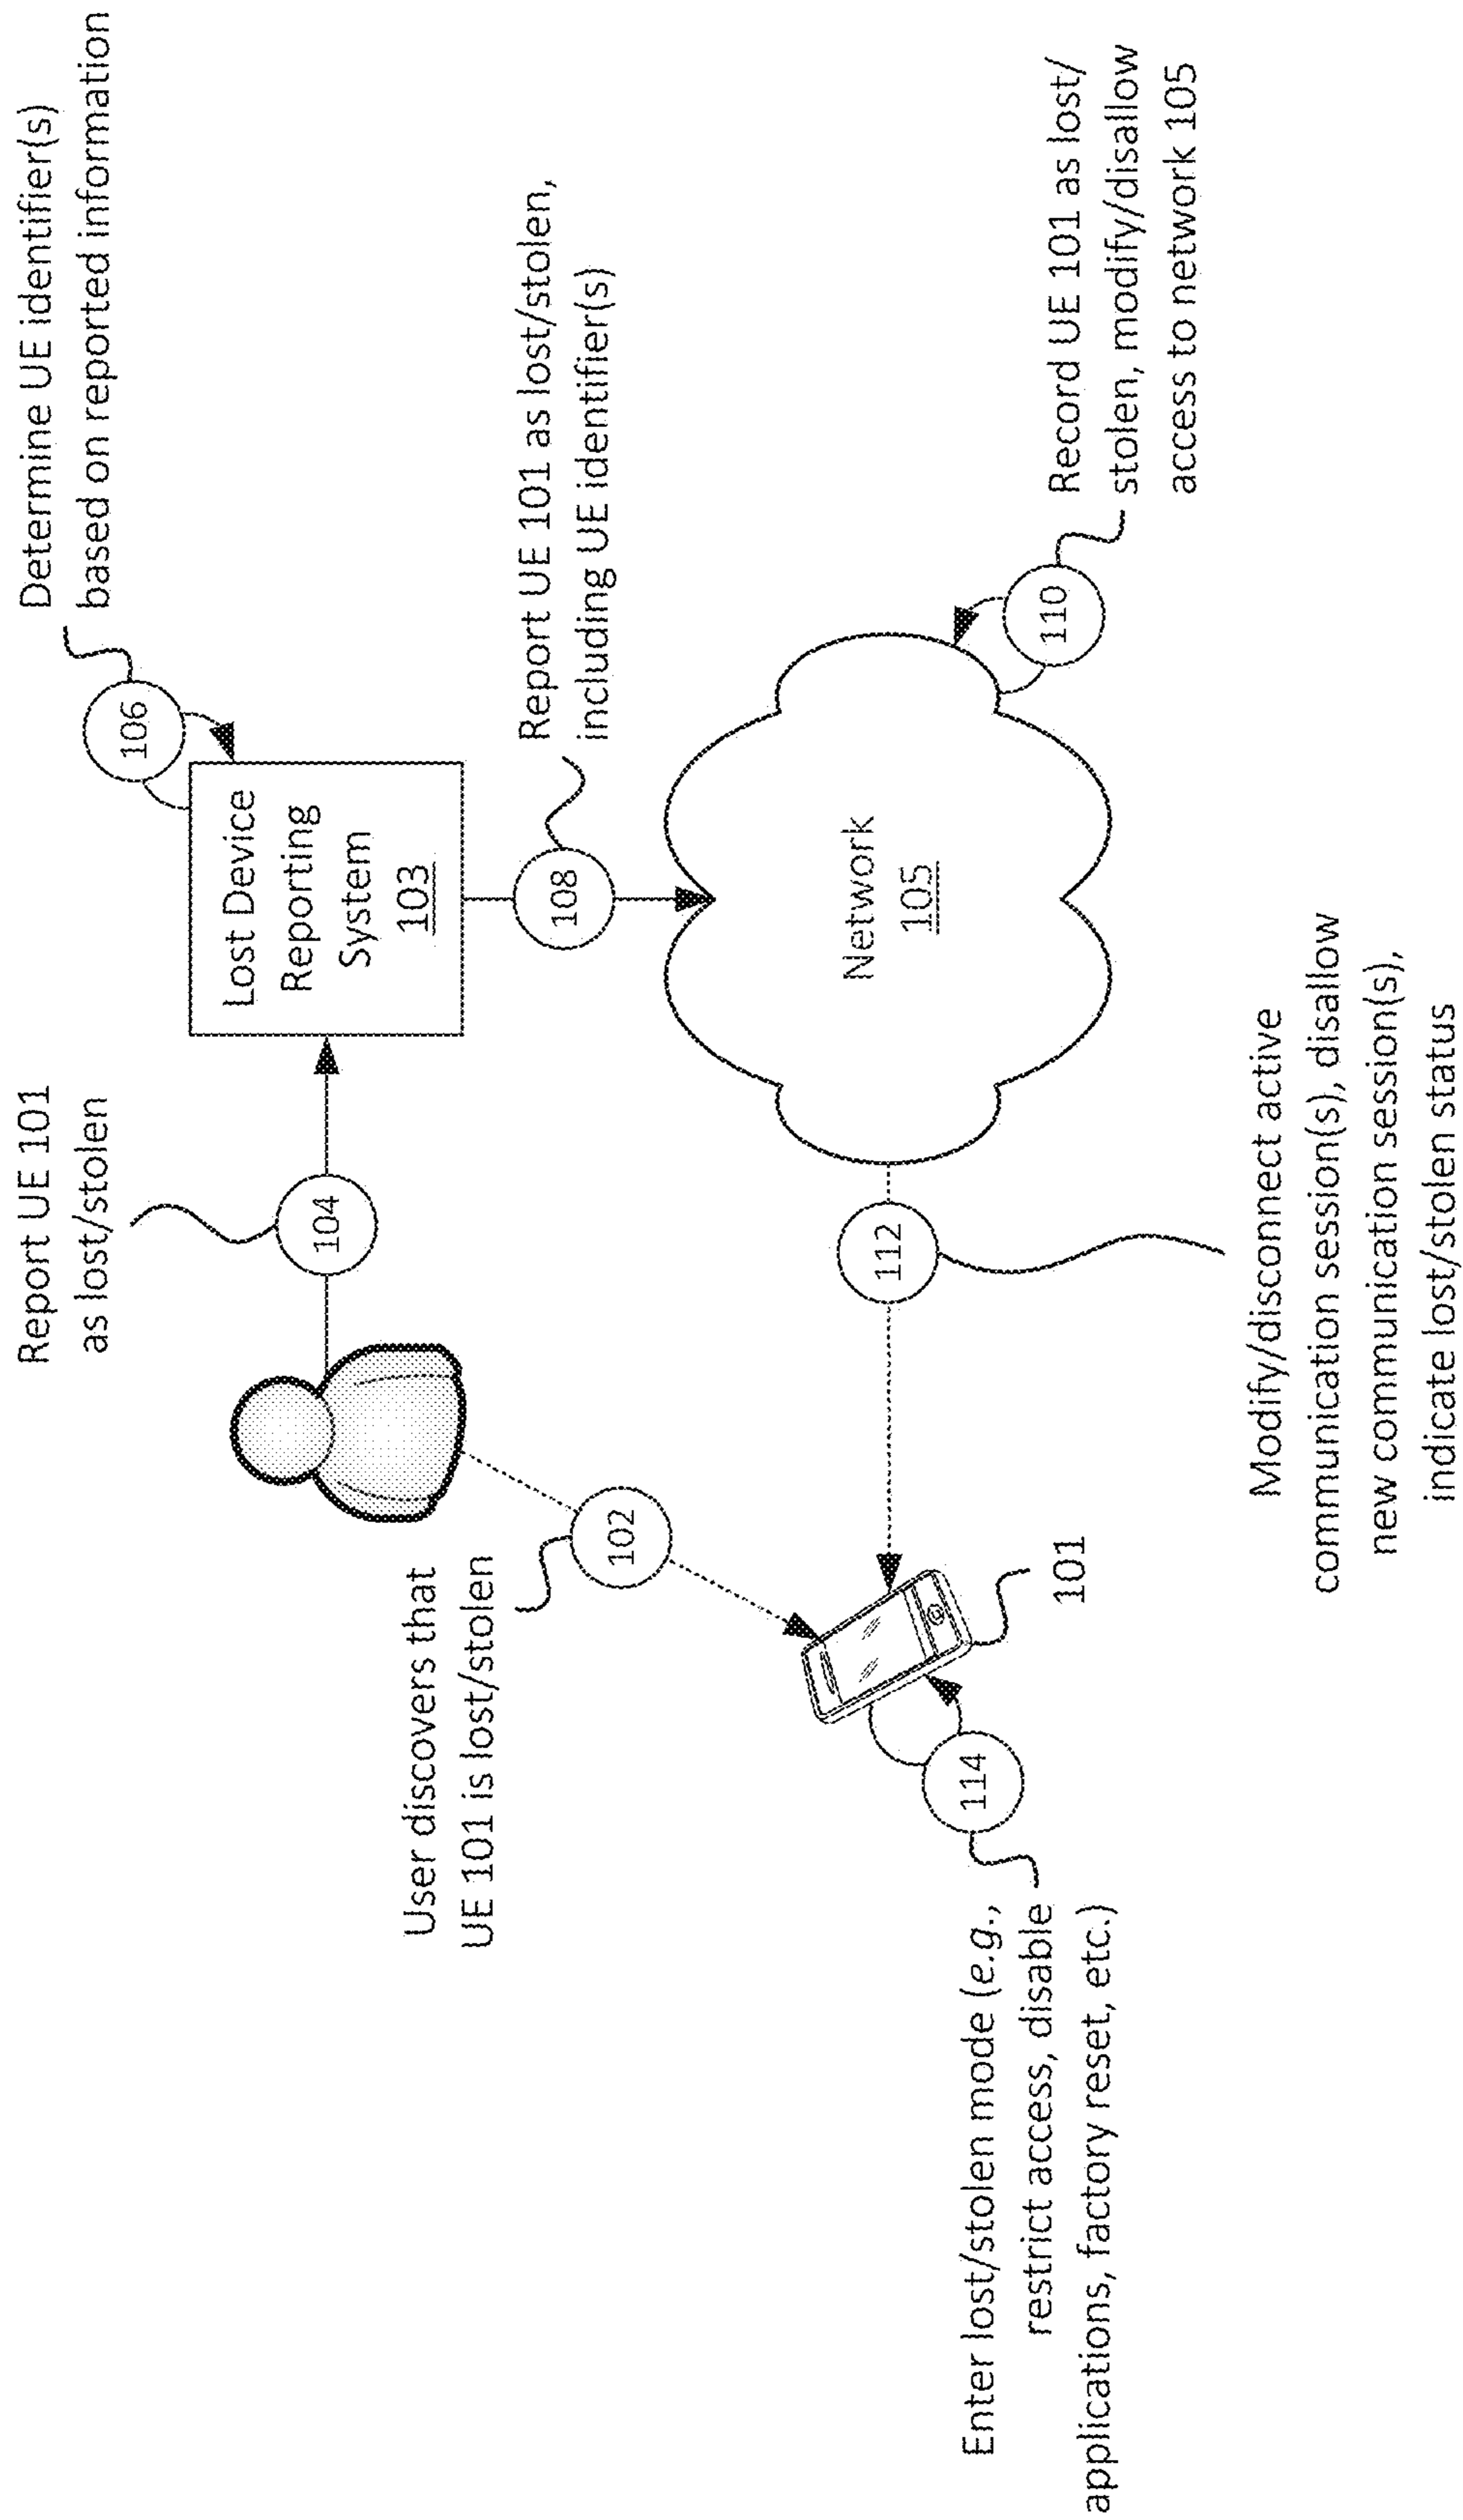 Report UE 101
as lost/stolen
Determine UE identifier(s)
based on reported information
104
106
Lost Device
Reporting
System
103
User discovers that
UE 101 is lost/stolen
102
108
Report UE 101 as lost/stolen,
including UE identifier(s)
Network
105
112
110
Record UE 101 as lost/
stolen, modify/disallow
access to network 105
101
114
Enter lost/stolen mode (e.g.,
restrict access, disable
applications, factory reset, etc.)
Modify/disconnect active
communication session(s), disallow
new communication session(s),
indicate lost/stolen status